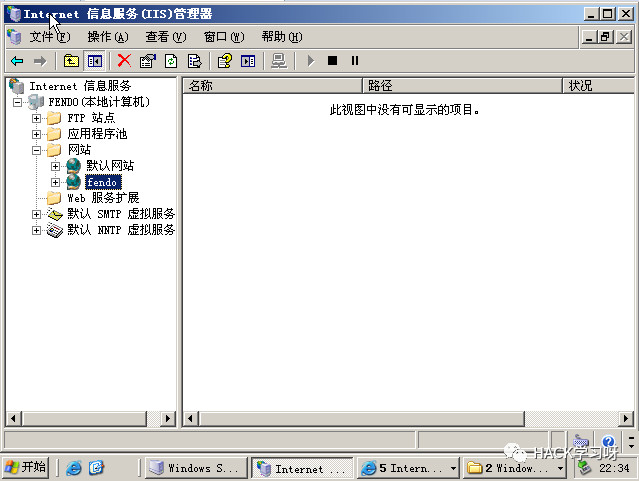 Internet 信息服务(IIS)管理器
文件(F) 操作(A) 查看(V) 窗口(W) 帮助(H)
Internet 信息服务
FENDO(本地计算机)
FTP 站点
应用程序池
网站
默认网站
fendo
Web 服务扩展
默认 SMTP 虚拟服务
默认 NNTP 虚拟服务
名称 路径 状况
此视图中没有可显示的项目。
HACK学习呀
开始 Windows S... Internet ... 5 Intern... 2 Window... 22:34